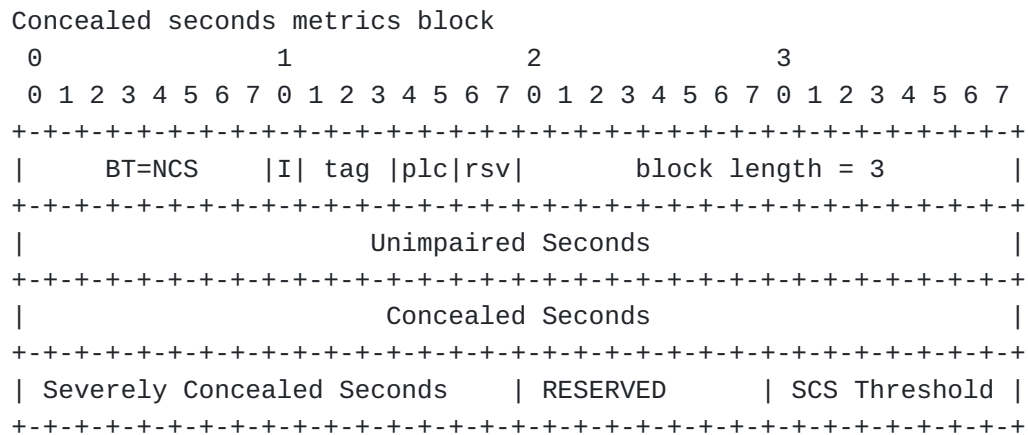 Concealed seconds metrics block
 0               1               2               3
 0 1 2 3 4 5 6 7 0 1 2 3 4 5 6 7 0 1 2 3 4 5 6 7 0 1 2 3 4 5 6 7
+-+-+-+-+-+-+-+-+-+-+-+-+-+-+-+-+-+-+-+-+-+-+-+-+-+-+-+-+-+-+-+-+
|     BT=NCS    |I| tag |plc|rsv|       block length = 3        |
+-+-+-+-+-+-+-+-+-+-+-+-+-+-+-+-+-+-+-+-+-+-+-+-+-+-+-+-+-+-+-+-+
|                      Unimpaired Seconds                       |
+-+-+-+-+-+-+-+-+-+-+-+-+-+-+-+-+-+-+-+-+-+-+-+-+-+-+-+-+-+-+-+-+
|                       Concealed Seconds                       |
+-+-+-+-+-+-+-+-+-+-+-+-+-+-+-+-+-+-+-+-+-+-+-+-+-+-+-+-+-+-+-+-+
| Severely Concealed Seconds    | RESERVED      | SCS Threshold |
+-+-+-+-+-+-+-+-+-+-+-+-+-+-+-+-+-+-+-+-+-+-+-+-+-+-+-+-+-+-+-+-+